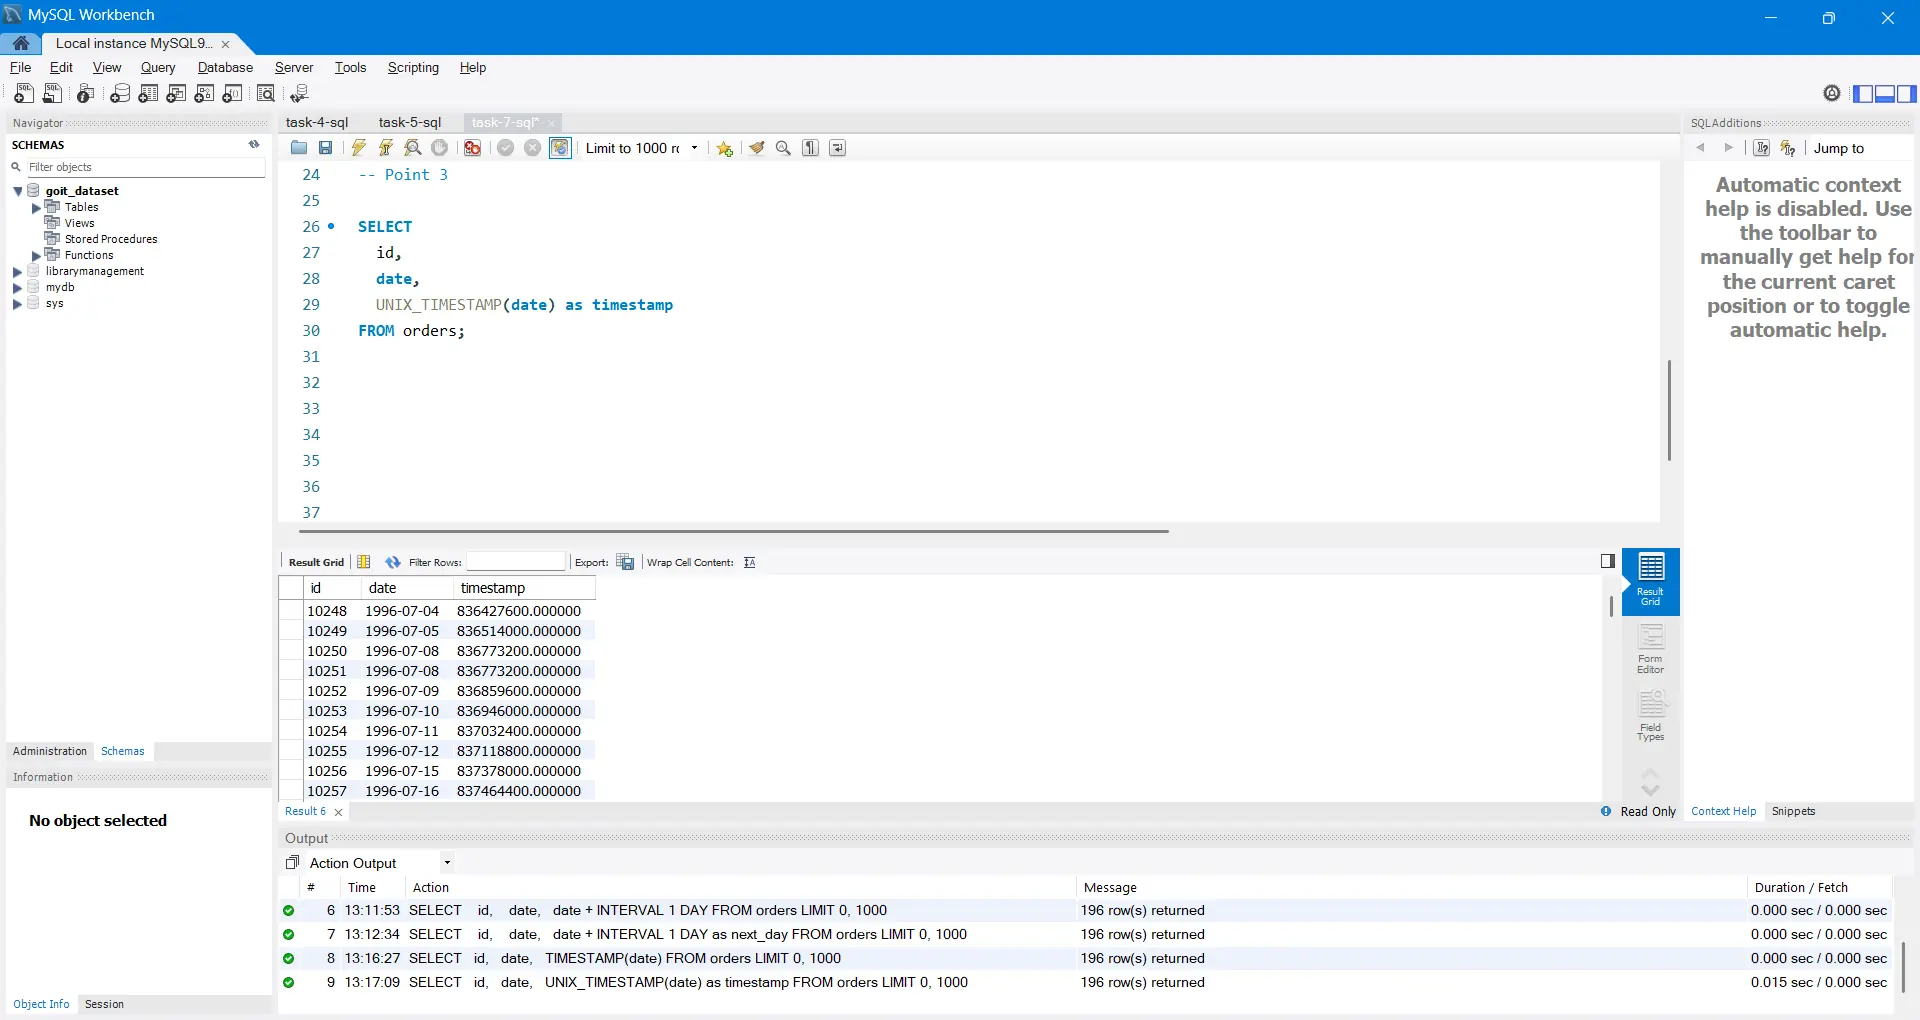 MySQL Workbench
Local instance MySQL9...
File Edit View Query Database Server Tools Scripting Help
Navigator
SCHEMAS
Filter objects
goit_dataset
Tables
Views
Stored Procedures
Functions
librarymanagement
mydb
sys
Administration Schemas
Information
No object selected
Object Info Session
task-4-sql task-5-sql task-7-sql*
Limit to 1000 rc
24 -- Point 3
25
26 SELECT
27 id,
28 date,
29 UNIX_TIMESTAMP(date) as timestamp
30 FROM orders;
31
32
33
34
35
36
37
Result Grid Filter Rows: Export: Wrap Cell Content:
id date timestamp
10248 1996-07-04 836427600.000000
10249 1996-07-05 836514000.000000
10250 1996-07-08 836773200.000000
10251 1996-07-08 836773200.000000
10252 1996-07-09 836859600.000000
10253 1996-07-10 836946000.000000
10254 1996-07-11 837032400.000000
10255 1996-07-12 837118800.000000
10256 1996-07-15 837378000.000000
10257 1996-07-16 837464400.000000
Result Grid
Form Editor
Field Types
Result 6
Read Only
SQLAdditions
Jump to
Automatic context
help is disabled. Use
the toolbar to
manually get help for
the current caret
position or to toggle
automatic help.
Context Help Snippets
Output
Action Output
# Time Action Message Duration / Fetch
6 13:11:53 SELECT id, date, date + INTERVAL 1 DAY FROM orders LIMIT 0, 1000 196 row(s) returned 0.000 sec / 0.000 sec
7 13:12:34 SELECT id, date, date + INTERVAL 1 DAY as next_day FROM orders LIMIT 0, 1000 196 row(s) returned 0.000 sec / 0.000 sec
8 13:16:27 SELECT id, date, TIMESTAMP(date) FROM orders LIMIT 0, 1000 196 row(s) returned 0.000 sec / 0.000 sec
9 13:17:09 SELECT id, date, UNIX_TIMESTAMP(date) as timestamp FROM orders LIMIT 0, 1000 196 row(s) returned 0.015 sec / 0.000 sec